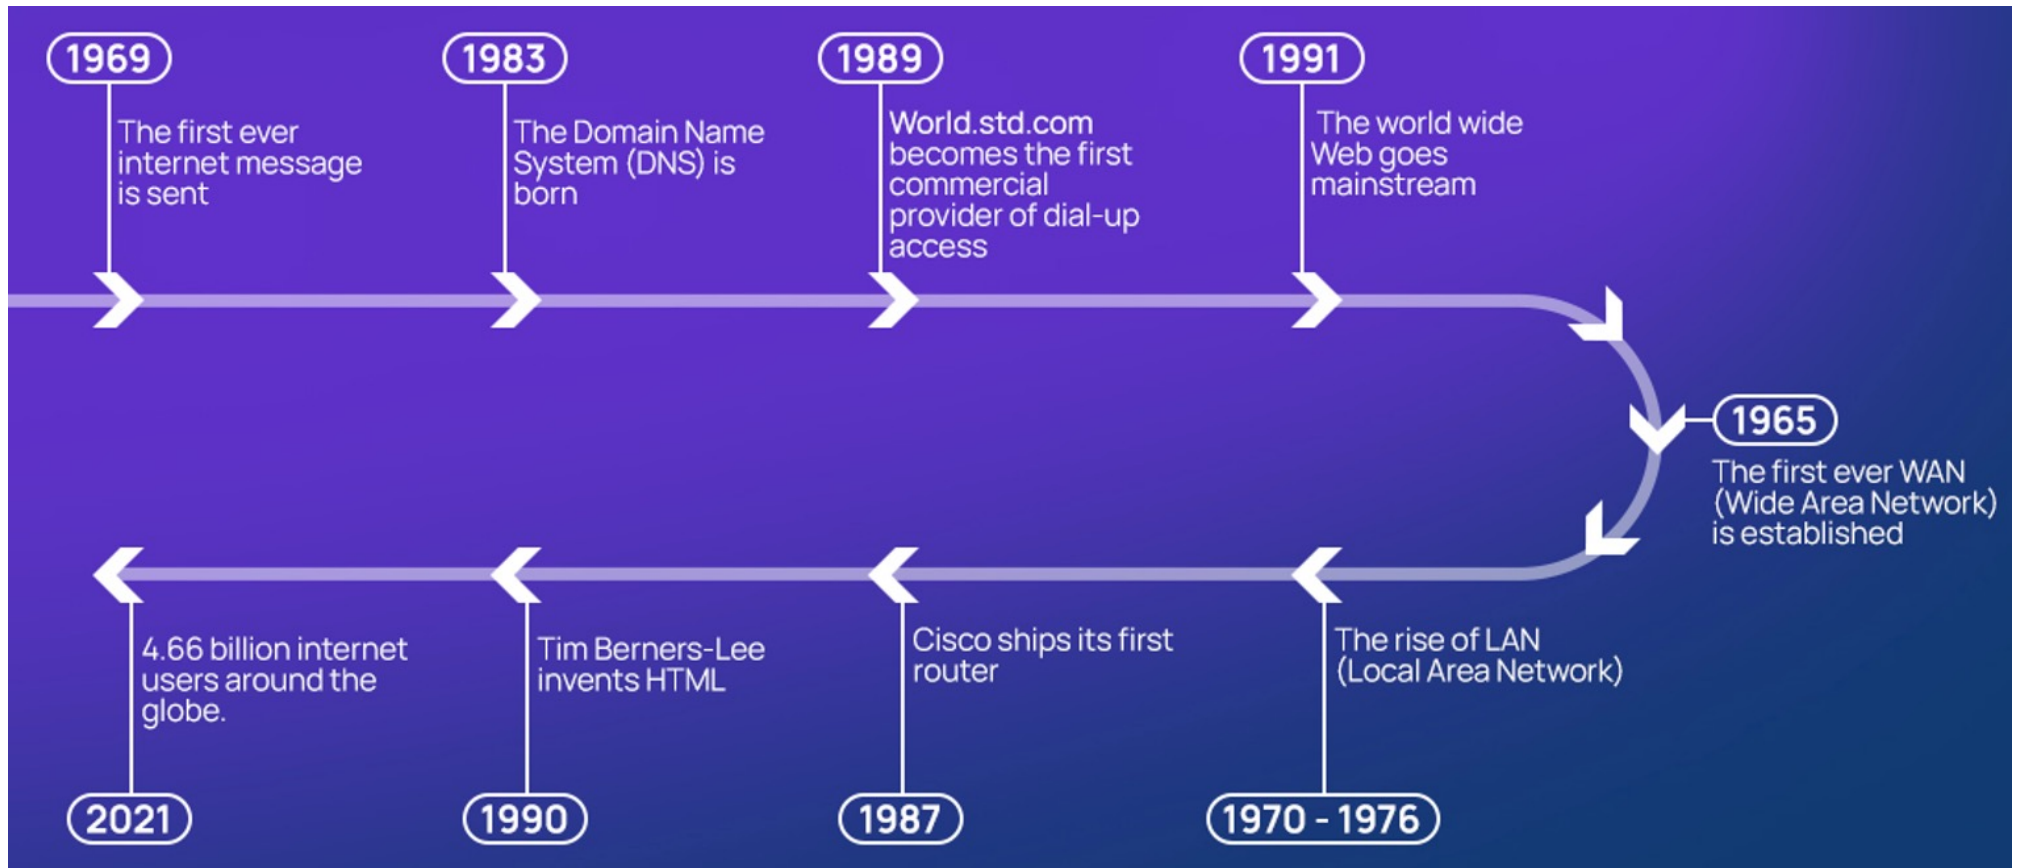 1969
The first ever
internet message
is sent
1983
The Domain Name
System (DNS) is
born
1989
World.std.com
becomes the first
commercial
provider of dial-up
access
1991
The world wide
Web goes
mainstream
1965
The first ever WAN
(Wide Area Network)
is established
The rise of LAN
(Local Area Network)
1970 - 1976
Cisco ships its first
router
1987
Tim Berners-Lee
invents HTML
1990
4.66 billion internet
users around the
globe.
2021